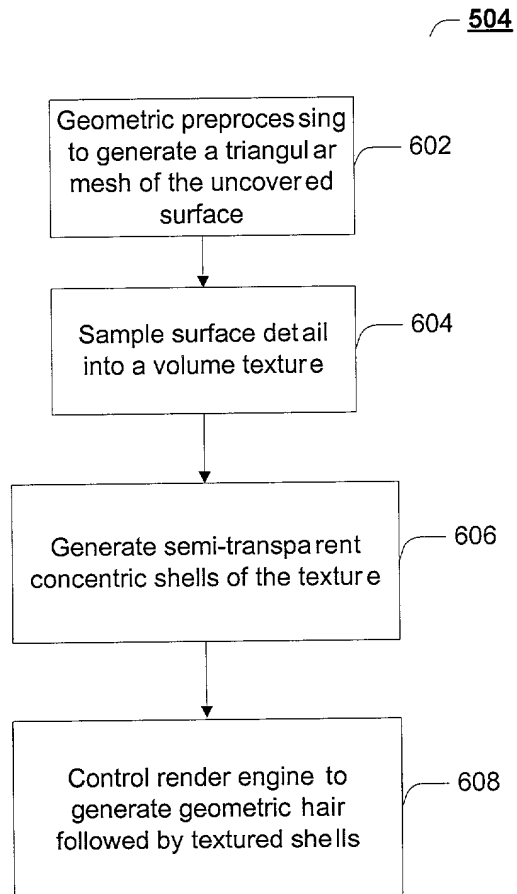 504
Geometric preprocessing
to generate a triangular
mesh of the uncovered
surface
602
Sample surface detail
into a volume texture
604
Generate semi-transparent
concentric shells of the texture
606
Control render engine to
generate geometric hair
followed by textured shells
608